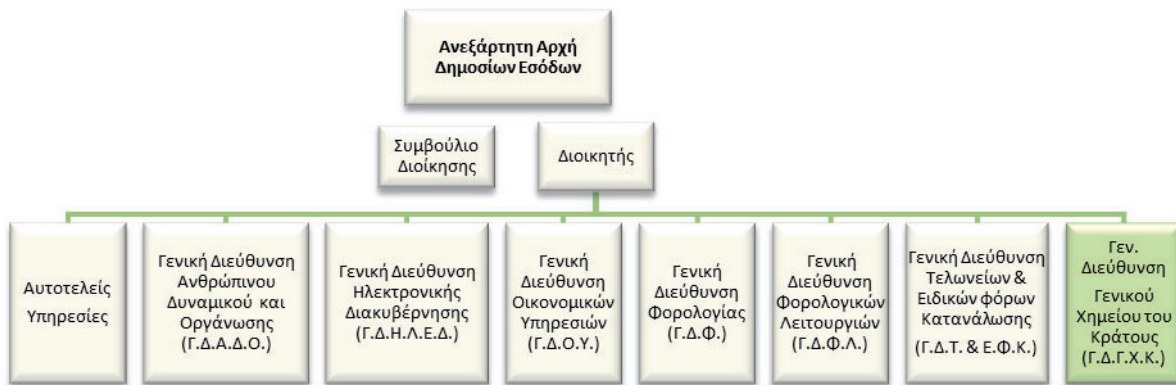 Ανεξάρτητη Αρχή
Δημοσίων Εσόδων
Συμβούλιο
Διοίκησης
Διοικητής
Αυτοτελείς
Υπηρεσίες
Γενική Διεύθυνση
Ανθρώπινου
Δυναμικού και
Οργάνωσης
(Γ.Δ.Α.Δ.Ο.)
Γενική Διεύθυνση
Ηλεκτρονικής
Διακυβέρνησης
(Γ.Δ.Η.Λ.Ε.Δ.)
Γενική
Διεύθυνση
Οικονομικών
Υπηρεσιών
(Γ.Δ.Ο.Υ.)
Γενική
Διεύθυνση
Φορολογίας
(Γ.Δ.Φ.)
Γενική
Διεύθυνση
Φορολογικών
Λειτουργιών
(Γ.Δ.Φ.Λ.)
Γενική Διεύθυνση
Τελωνείων &
Ειδικών φόρων
Κατανάλωσης
(Γ.Δ.Τ. & Ε.Φ.Κ.)
Γεν.
Διεύθυνση
Γενικού
Χημείου του
Κράτους
(Γ.Δ.Γ.Χ.Κ.)